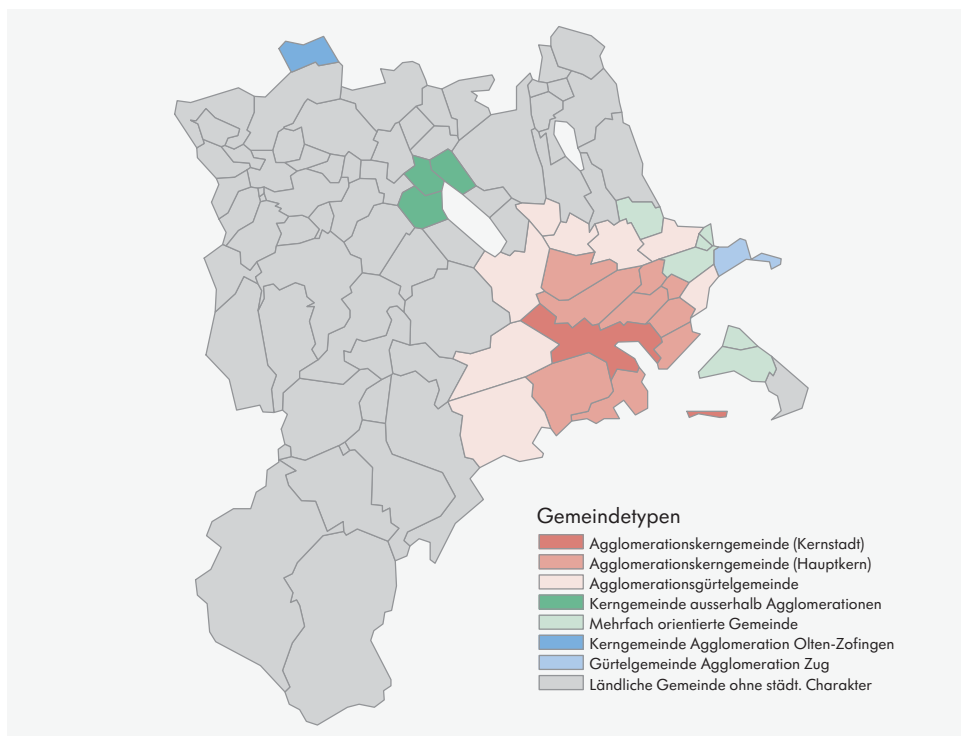 Gemeindetypen
Agglomerationskerngemeinde (Kernstadt)
Agglomerationskerngemeinde (Hauptkern)
Agglomerationsgürtelgemeinde
Kerngemeinde ausserhalb Agglomerationen
Mehrfach orientierte Gemeinde
Kerngemeinde Agglomeration Olten-Zofingen
Gürtelgemeinde Agglomeration Zug
Ländliche Gemeinde ohne städt. Charakter